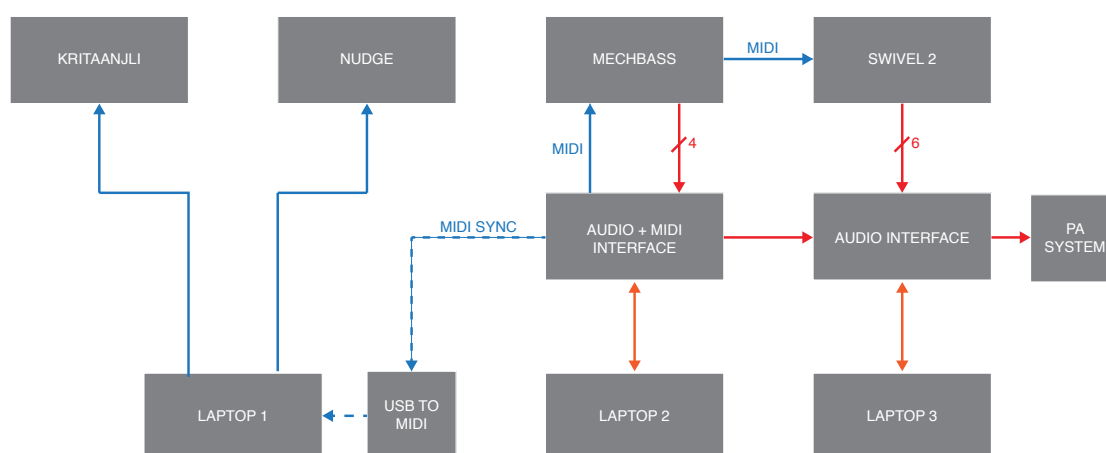 KRITAANJLI
NUDGE
MECHBASS
MIDI
SWIVEL 2
MIDI
4
6
MIDI SYNC
AUDIO + MIDI
INTERFACE
AUDIO INTERFACE
PA
SYSTEM
LAPTOP 1
USB TO
MIDI
LAPTOP 2
LAPTOP 3